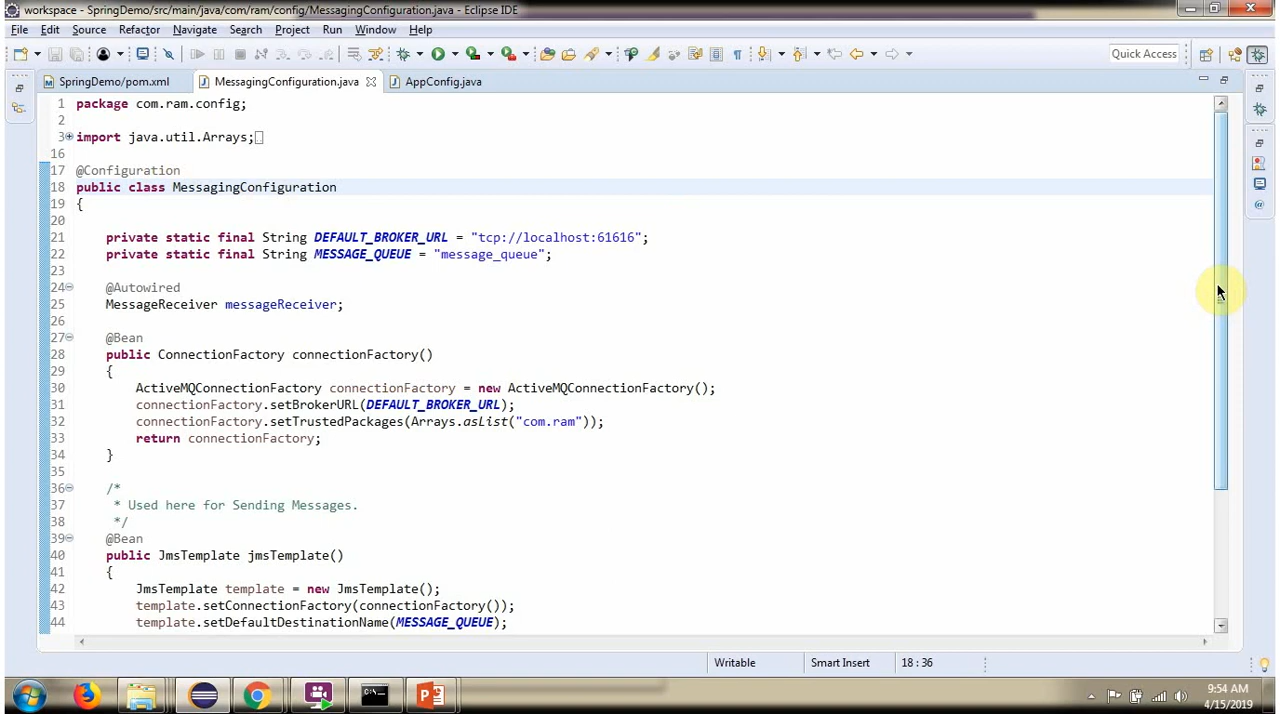 workspace - SpringDemo/src/main/java/com/ram/config/MessagingConfiguration.java - Eclipse IDE
File Edit Source Refactor Navigate Search Project Run Window Help
Quick Access
SpringDemo/pom.xml MessagingConfiguration.java AppConfig.java
1 package com.ram.config;
2
3 import java.util.Arrays;
16
17 @Configuration
18 public class MessagingConfiguration
19 {
20
21 private static final String DEFAULT_BROKER_URL = "tcp://localhost:61616";
22 private static final String MESSAGE_QUEUE = "message_queue";
23
24 @Autowired
25 MessageReceiver messageReceiver;
26
27 @Bean
28 public ConnectionFactory connectionFactory()
29 {
30 ActiveMQConnectionFactory connectionFactory = new ActiveMQConnectionFactory();
31 connectionFactory.setBrokerURL(DEFAULT_BROKER_URL);
32 connectionFactory.setTrustedPackages(Arrays.asList("com.ram"));
33 return connectionFactory;
34 }
35
36 /*
37 * Used here for Sending Messages.
38 */
39 @Bean
40 public JmsTemplate jmsTemplate()
41 {
42 JmsTemplate template = new JmsTemplate();
43 template.setConnectionFactory(connectionFactory());
44 template.setDefaultDestinationName(MESSAGE_QUEUE);
Writable Smart Insert 18 : 36
9:54 AM
4/15/2019